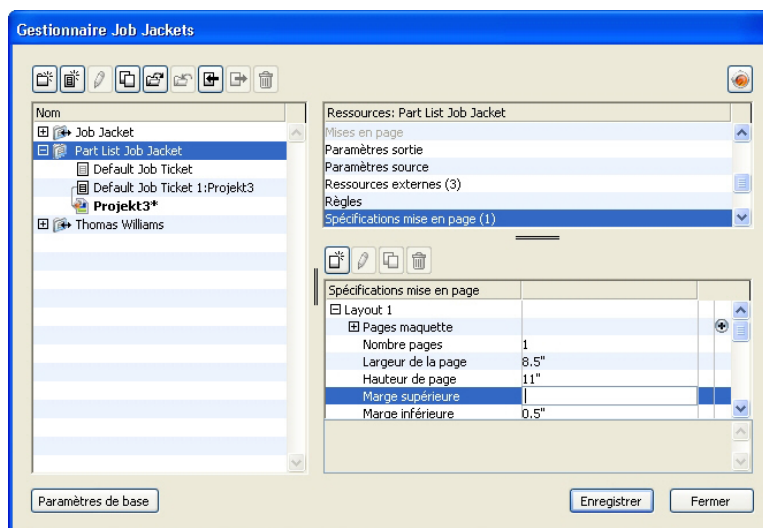 Gestionnaire Job Jackets
Nom
Job Jacket
Part List Job Jacket
Default Job Ticket
Default Job Ticket 1:Projekt3
Projekt3*
Thomas Williams
Ressources: Part List Job Jacket
Mises en page
Paramètres sortie
Paramètres source
Ressources externes (3)
Règles
Spécifications mise en page (1)
Spécifications mise en page
Layout 1
Pages maquette
Nombre pages 1
Largeur de la page 8.5"
Hauteur de page 11"
Marge supérieure
Marge inférieure 0.5"
Paramètres de base
Enregistrer
Fermer